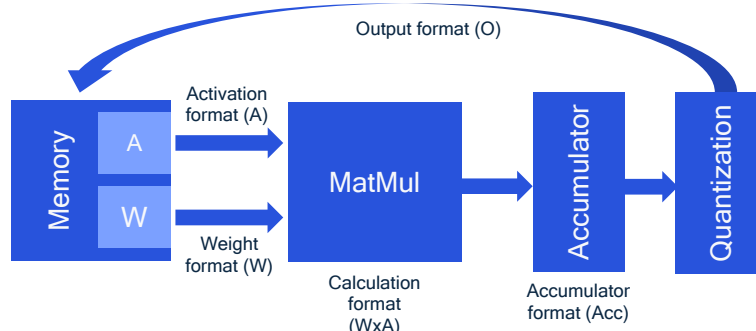 Output format (O)
Activation
format (A)
Memory
A
W
MatMul
Accumulator
Quantization
Weight
format (W)
Calculation
format
(WxA)
Accumulator
format (Acc)